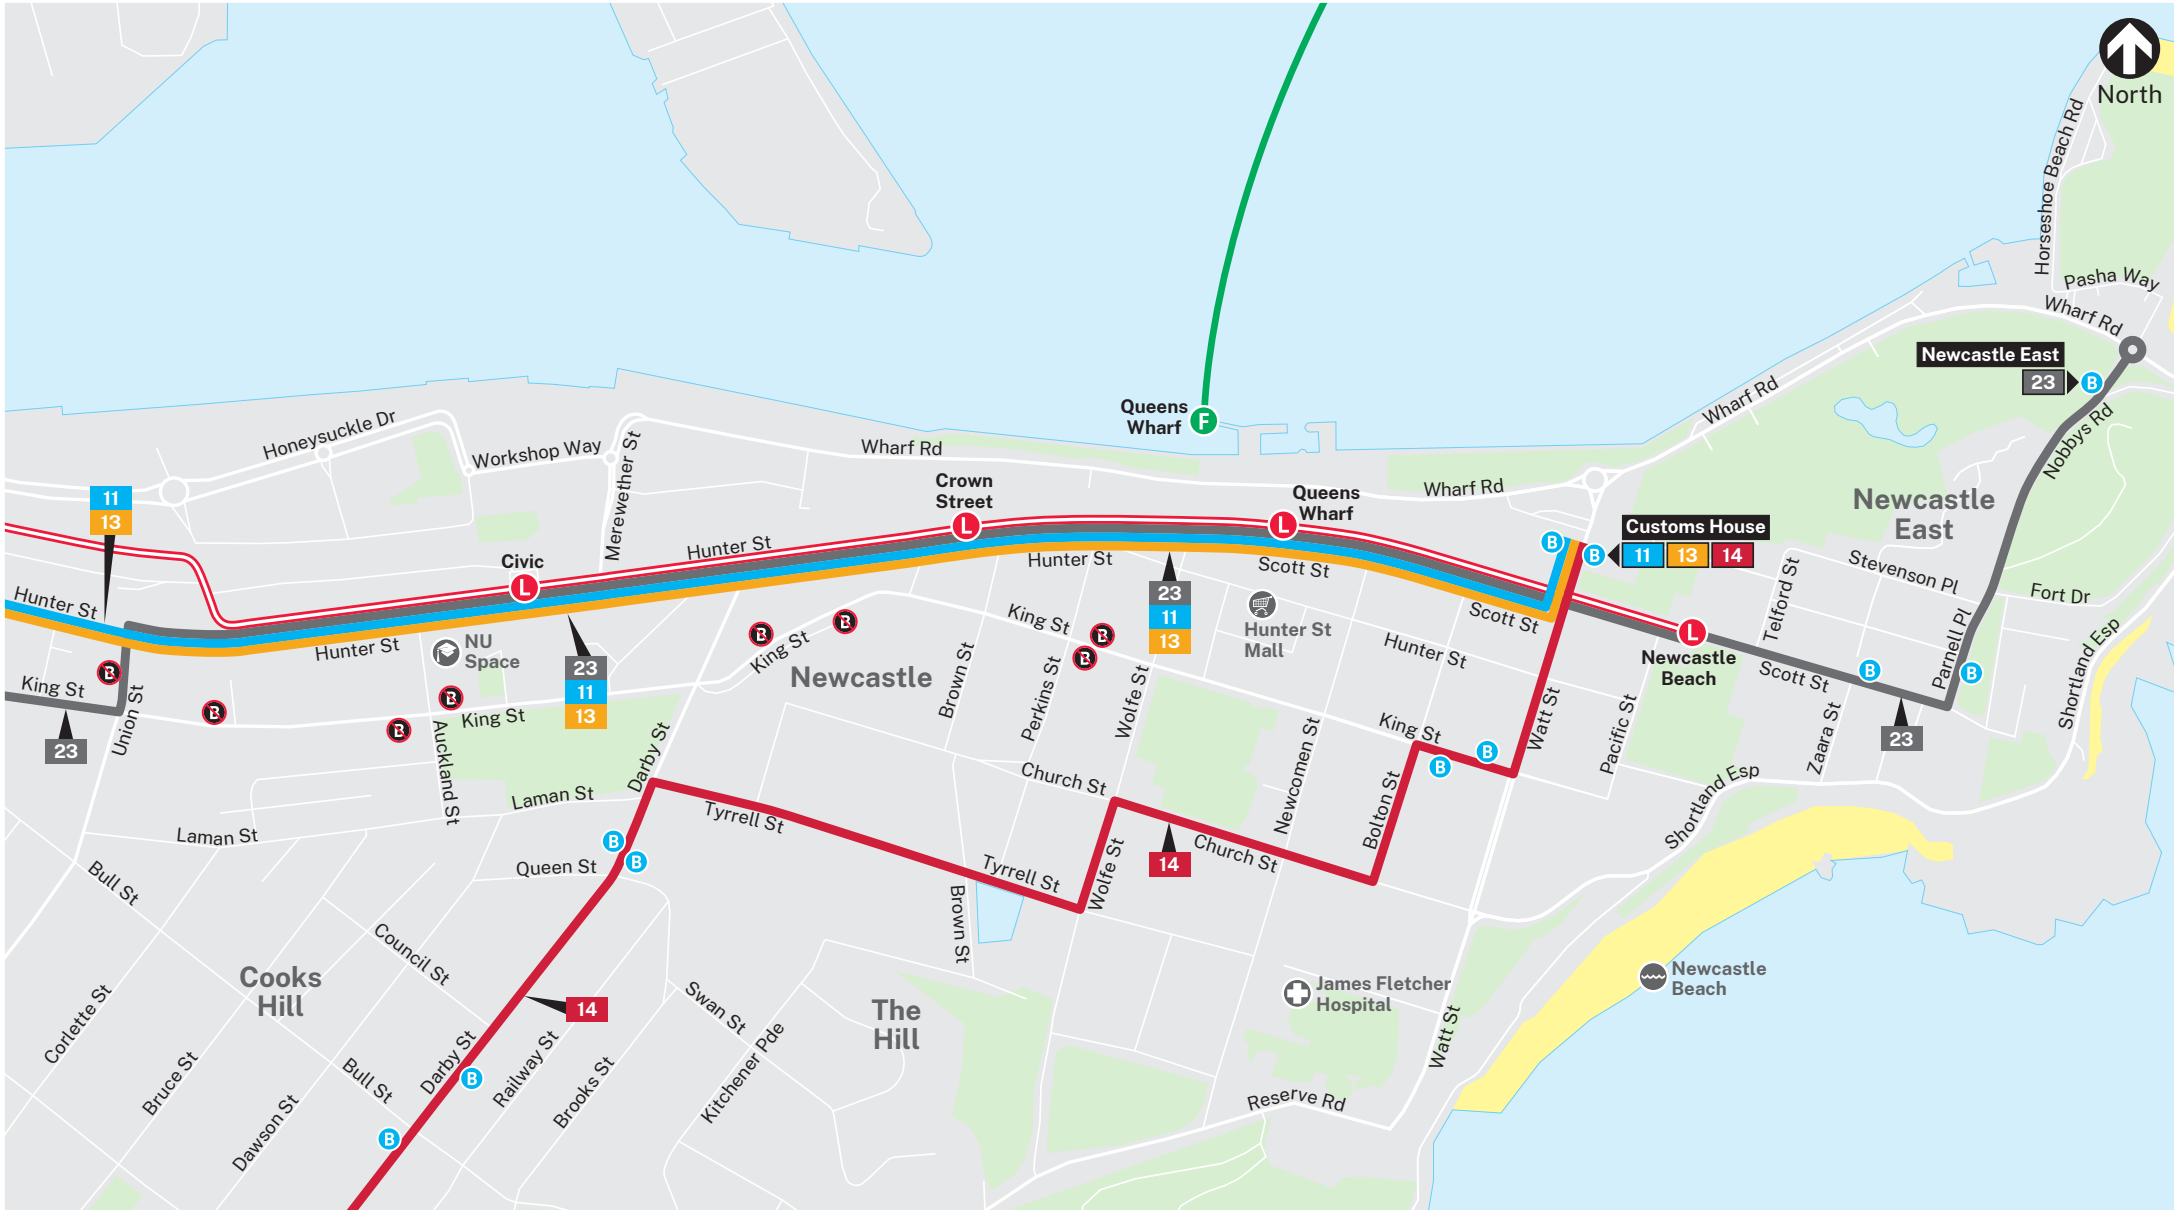 North
Horseshoe Beach Rd
Pasha Way
Wharf Rd
Newcastle East
23
B
Nobbys Rd
Wharf Rd
Queens
Wharf
F
Honeysuckle Dr
Workshop Way
Merewether St
Wharf Rd
Wharf Rd
Crown
Street
L
Queens
Wharf
L
11
13
Newcastle
East
Customs House
B
B
11
13
14
Civic
L
Hunter St
Hunter St
Scott St
Hunter St
Hunter St
Scott St
Telford St
Stevenson Pl
Fort Dr
Parnell Pl
Shortland Esp
23
11
13
Hunter St
Mall
King St
B
B
B
B
King St
NU
Space
23
11
13
Newcastle
Hunter St
L
Newcastle
Beach
Scott St
B
B
King St
B
Union St
23
B
B
B
King St
Auckland St
Darby St
Brown St
Perkins St
Wolfe St
Newcomen St
King St
B
B
Watt St
Pacific St
Zaara St
23
Laman St
Laman St
Tyrrell St
Church St
Bolton St
Shortland Esp
B
B
Queen St
Tyrrell St
Wolfe St
14
Church St
Bull St
Brown St
Council St
Cooks
Hill
Corlette St
14
Swan St
The
Hill
James Fletcher
Hospital
Newcastle
Beach
Watt St
Bruce St
Bull St
Darby St
B
Railway St
Brooks St
Kitchener Pde
Reserve Rd
Dawson St
B